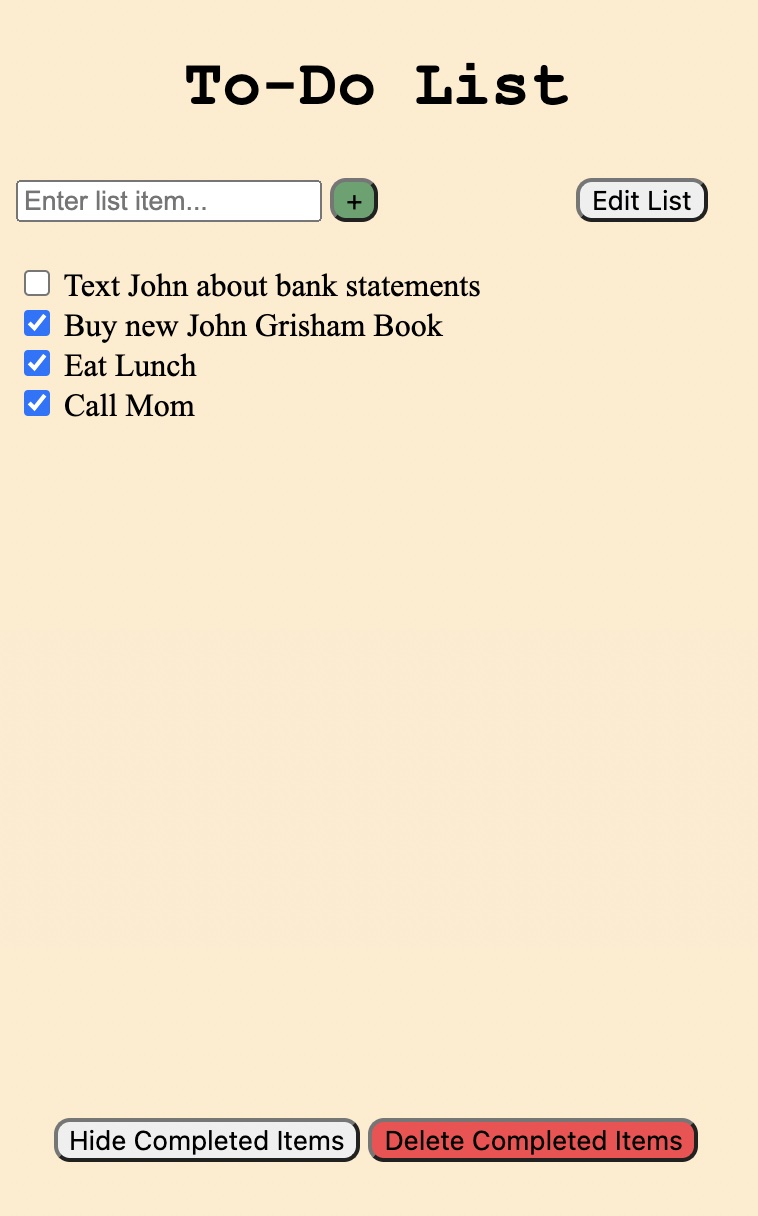 To-Do List
Enter list item... + Edit List
Text John about bank statements
Buy new John Grisham Book
Eat Lunch
Call Mom
Hide Completed Items Delete Completed Items